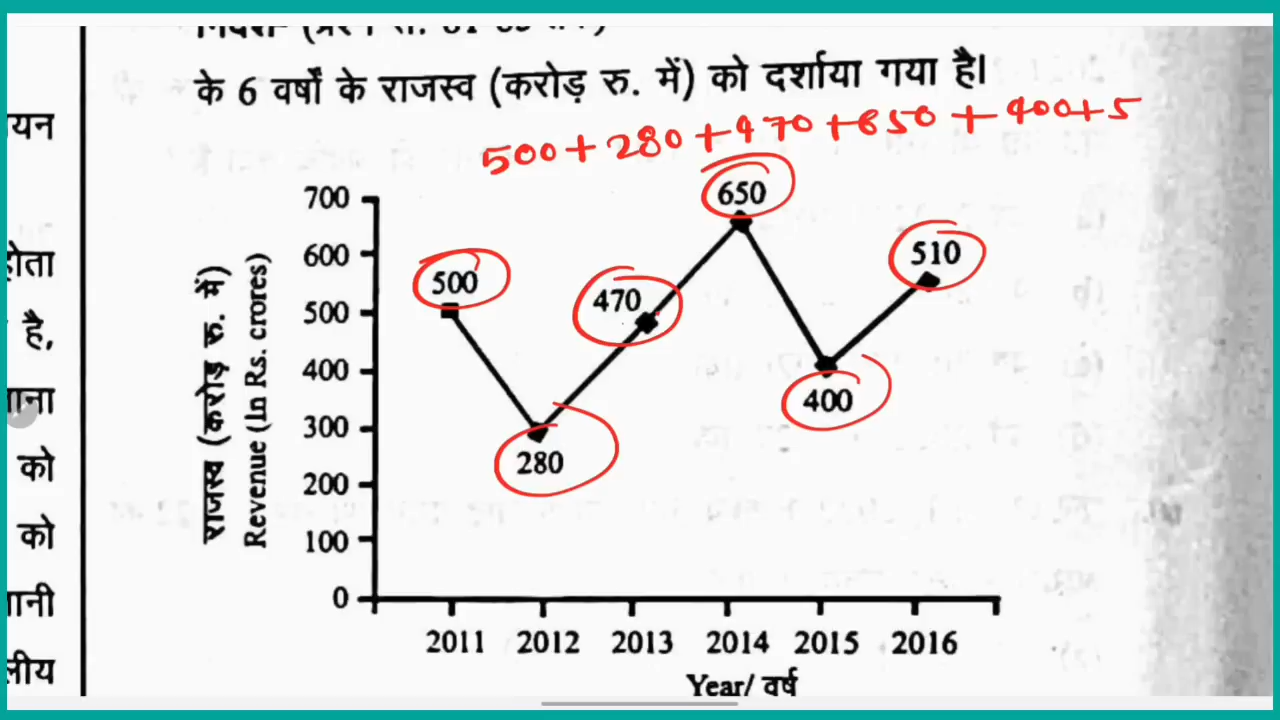 के 6 वर्षों के राजस्व (करोड़ रु. में) को दर्शाया गया है।
500+280+470+650+400+5
यन
होता
है,
को
को
लीय
राजस्व (करोड़ रु. में)
Revenue (In Rs. crores)
700
600
500
400
300
200
100
0
500
280
470
650
400
510
2011 2012 2013 2014 2015 2016
Year/ वर्ष